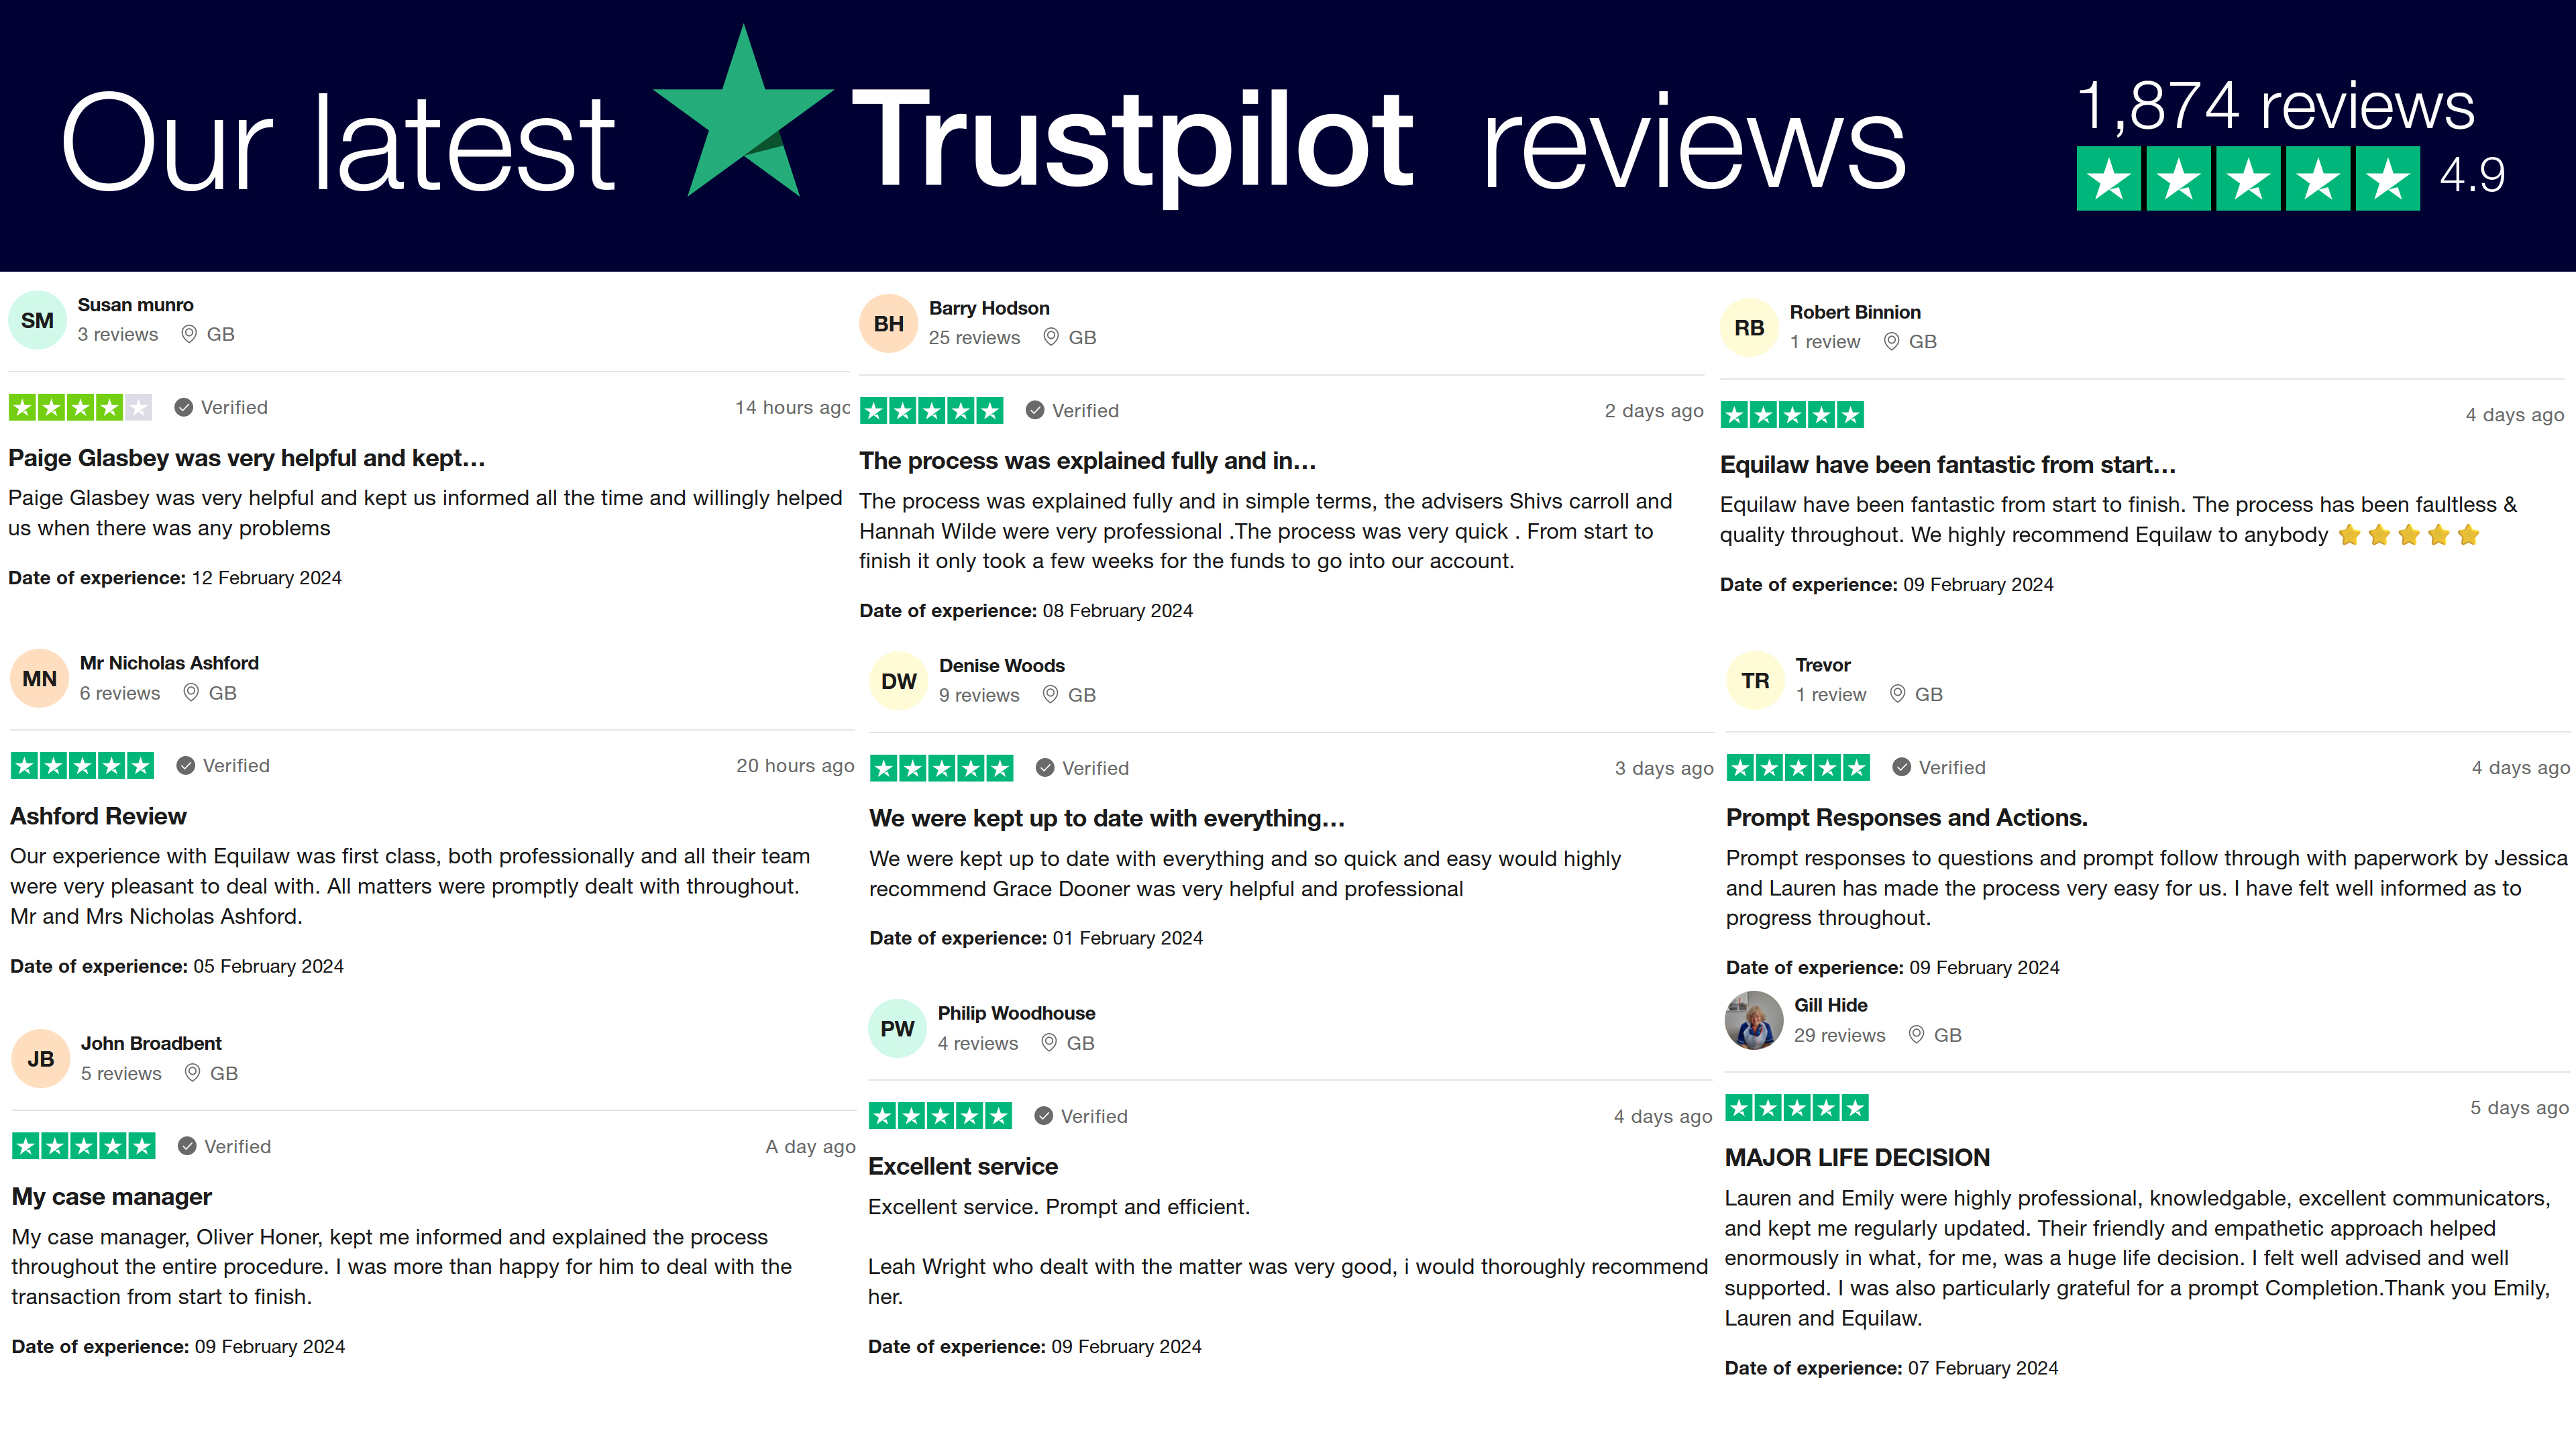 Our latest Trustpilot reviews
1,874 reviews
4.9
SM
Susan munro
3 reviews GB
Verified
14 hours ago
Paige Glasbey was very helpful and kept…
Paige Glasbey was very helpful and kept us informed all the time and willingly helped
us when there was any problems
Date of experience: 12 February 2024
MN
Mr Nicholas Ashford
6 reviews GB
Verified
20 hours ago
Ashford Review
Our experience with Equilaw was first class, both professionally and all their team
were very pleasant to deal with. All matters were promptly dealt with throughout.
Mr and Mrs Nicholas Ashford.
Date of experience: 05 February 2024
JB
John Broadbent
5 reviews GB
Verified
A day ago
My case manager
My case manager, Oliver Honer, kept me informed and explained the process
throughout the entire procedure. I was more than happy for him to deal with the
transaction from start to finish.
Date of experience: 09 February 2024
BH
Barry Hodson
25 reviews GB
Verified
2 days ago
The process was explained fully and in…
The process was explained fully and in simple terms, the advisers Shivs carroll and
Hannah Wilde were very professional .The process was very quick . From start to
finish it only took a few weeks for the funds to go into our account.
Date of experience: 08 February 2024
DW
Denise Woods
9 reviews GB
Verified
3 days ago
We were kept up to date with everything…
We were kept up to date with everything and so quick and easy would highly
recommend Grace Dooner was very helpful and professional
Date of experience: 01 February 2024
PW
Philip Woodhouse
4 reviews GB
Verified
4 days ago
Excellent service
Excellent service. Prompt and efficient.
Leah Wright who dealt with the matter was very good, i would thoroughly recommend
her.
Date of experience: 09 February 2024
RB
Robert Binnion
1 review GB
4 days ago
Equilaw have been fantastic from start…
Equilaw have been fantastic from start to finish. The process has been faultless &
quality throughout. We highly recommend Equilaw to anybody ⭐⭐⭐⭐⭐
Date of experience: 09 February 2024
TR
Trevor
1 review GB
Verified
4 days ago
Prompt Responses and Actions.
Prompt responses to questions and prompt follow through with paperwork by Jessica
and Lauren has made the process very easy for us. I have felt well informed as to
progress throughout.
Date of experience: 09 February 2024
Gill Hide
29 reviews GB
5 days ago
MAJOR LIFE DECISION
Lauren and Emily were highly professional, knowledgable, excellent communicators,
and kept me regularly updated. Their friendly and empathetic approach helped
enormously in what, for me, was a huge life decision. I felt well advised and well
supported. I was also particularly grateful for a prompt Completion.Thank you Emily,
Lauren and Equilaw.
Date of experience: 07 February 2024